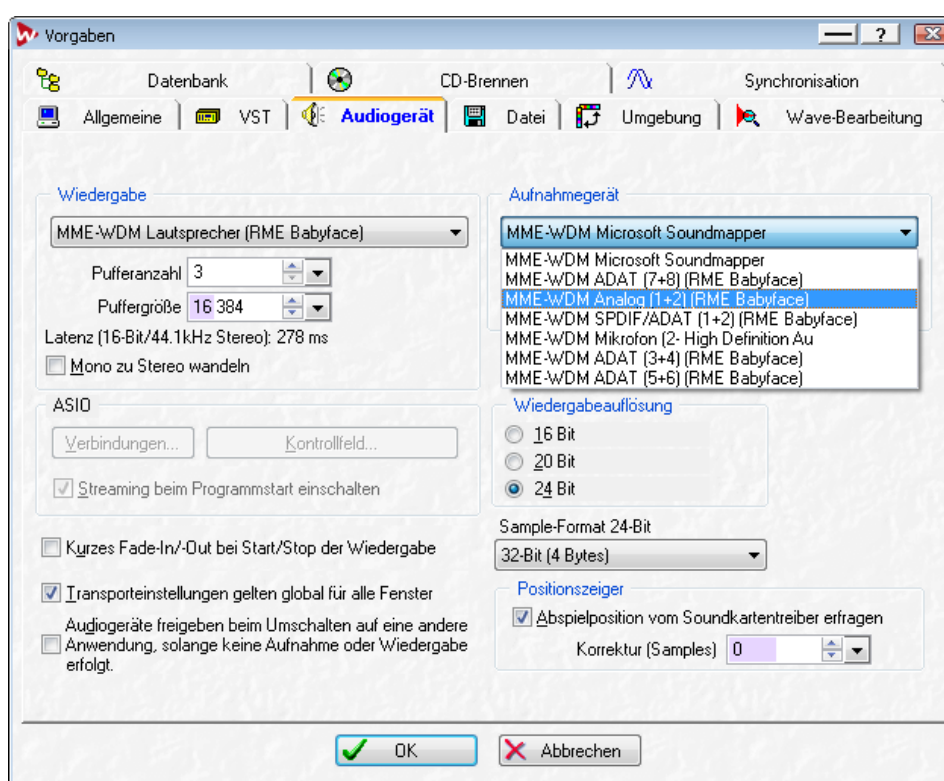 Vorgaben
?
Datenbank
CD-Brennen
Synchronisation
Allgemeine
VST
Audiogerät
Datei
Umgebung
Wave-Bearbeitung
Wiedergabe
MME-WDM Lautsprecher (RME Babyface)
Pufferanzahl 3
Puffergröße 16 384
Latenz (16-Bit/44.1kHz Stereo): 278 ms
Mono zu Stereo wandeln
Aufnahmegerät
MME-WDM Microsoft Soundmapper
MME-WDM Microsoft Soundmapper
MME-WDM ADAT (7+8) (RME Babyface)
MME-WDM Analog (1+2) (RME Babyface)
MME-WDM SPDIF/ADAT (1+2) (RME Babyface)
MME-WDM Mikrofon (2- High Definition Au
MME-WDM ADAT (3+4) (RME Babyface)
MME-WDM ADAT (5+6) (RME Babyface)
ASIO
Verbindungen...
Kontrollfeld...
Streaming beim Programmstart einschalten
Wiedergabeauflösung
16 Bit
20 Bit
24 Bit
Sample-Format 24-Bit
32-Bit (4 Bytes)
Kurzes Fade-In/-Out bei Start/Stop der Wiedergabe
Transporteinstellungen gelten global für alle Fenster
Audiogeräte freigeben beim Umschalten auf eine andere
Anwendung, solange keine Aufnahme oder Wiedergabe
erfolgt.
Positionszeiger
Abspielposition vom Soundkartentreiber erfragen
Korrektur (Samples) 0
OK
Abbrechen